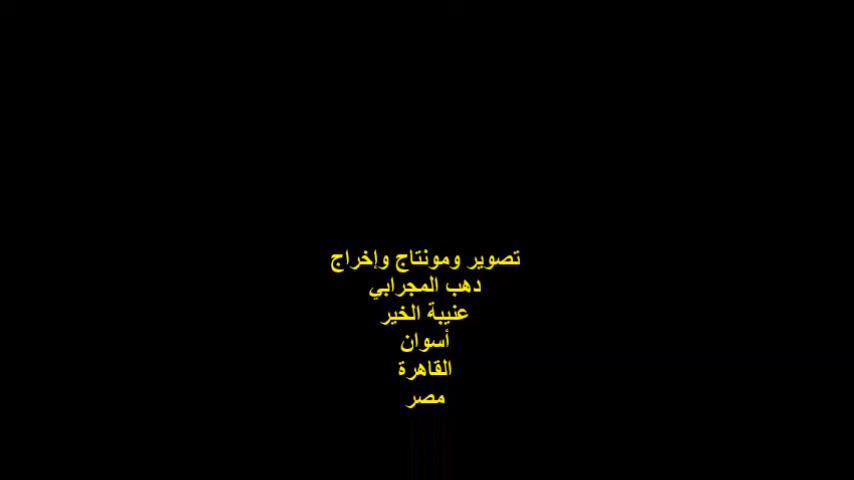 تصوير ومونتاج وإخراج
دهب المجرابي
عنيبة الخير
أسوان
القاهرة
مصر